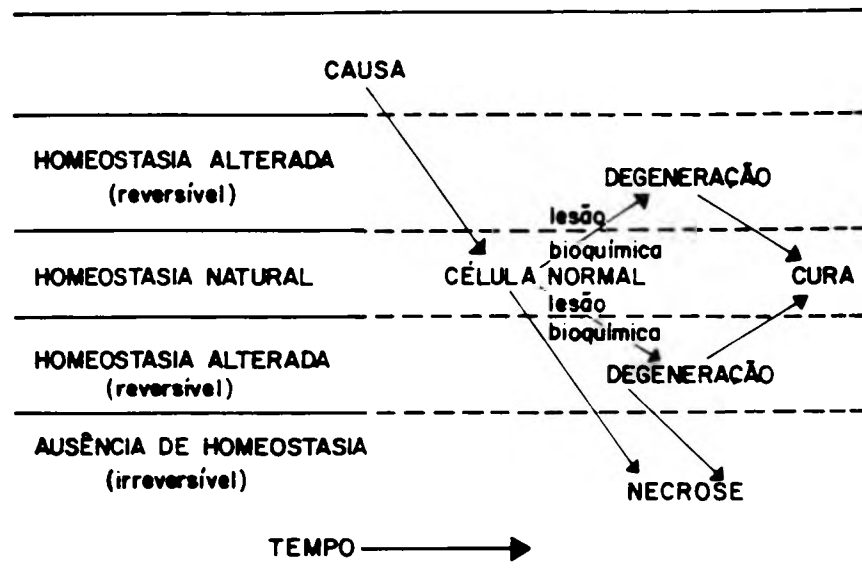 CAUSA
HOMEOSTASIA ALTERADA
(reversível)
DEGENERAÇÃO
lesão
bioquímica
HOMEOSTASIA NATURAL
CÉLULA NORMAL
CURA
lesão
bioquímica
HOMEOSTASIA ALTERADA
(reversível)
DEGENERAÇÃO
AUSÊNCIA DE HOMEOSTASIA
(irreversível)
NECROSE
TEMPO